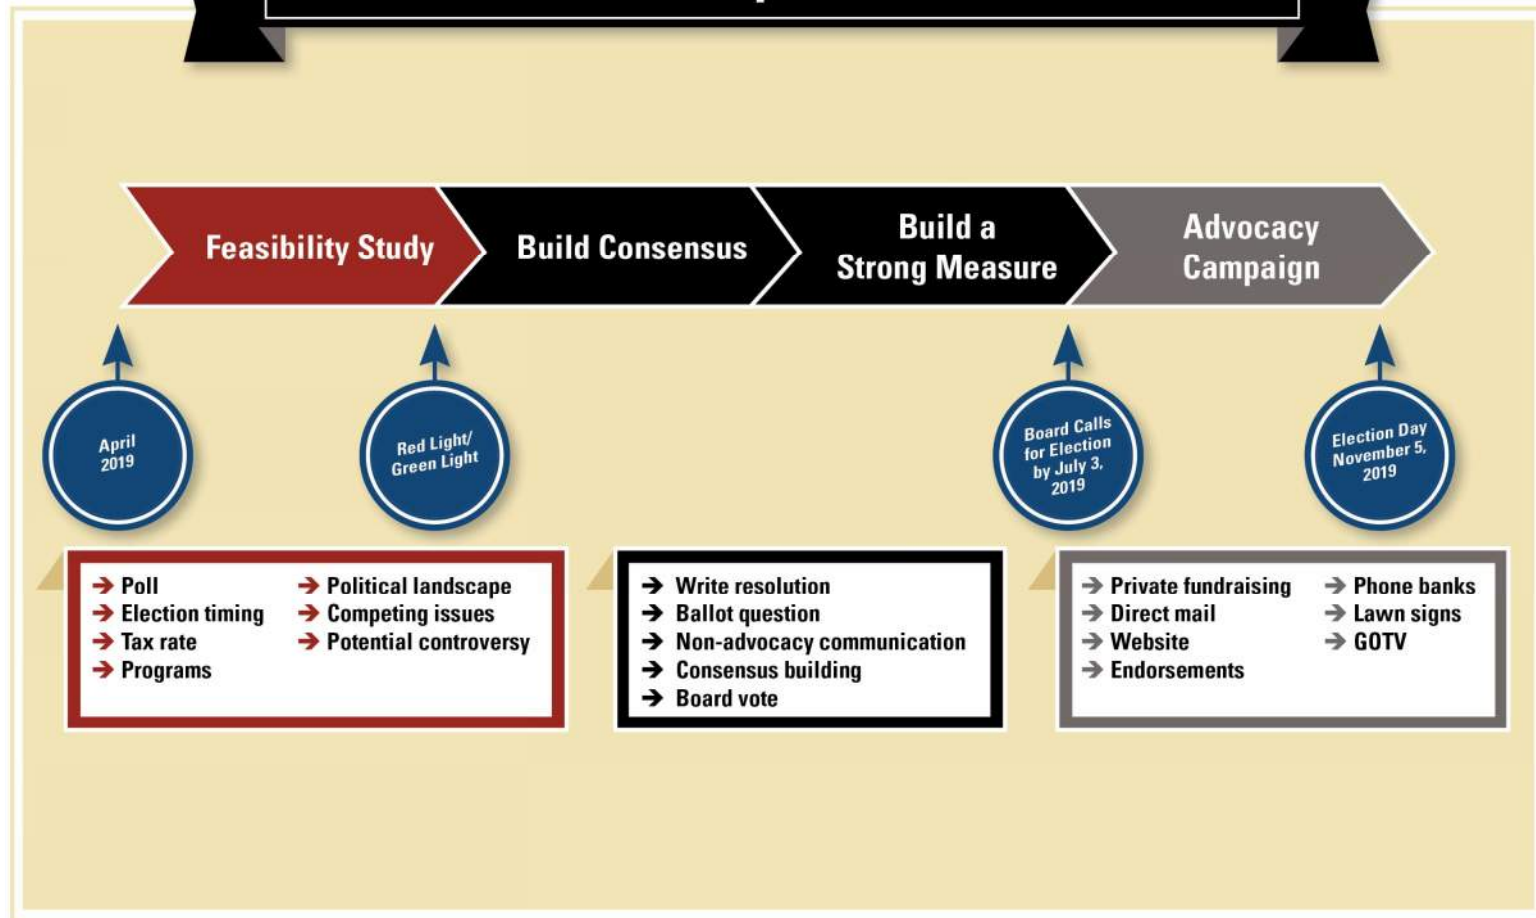 Feasibility Study
Build Consensus
Build a
Strong Measure
Advocacy
Campaign
April
2019
Red Light/
Green Light
Board Calls
for Election
by July 3,
2019
Election Day
November 5,
2019
➔ Poll
➔ Election timing
➔ Tax rate
➔ Programs
➔ Political landscape
➔ Competing issues
➔ Potential controversy
➔ Write resolution
➔ Ballot question
➔ Non-advocacy communication
➔ Consensus building
➔ Board vote
➔ Private fundraising
➔ Direct mail
➔ Website
➔ Endorsements
➔ Phone banks
➔ Lawn signs
➔ GOTV